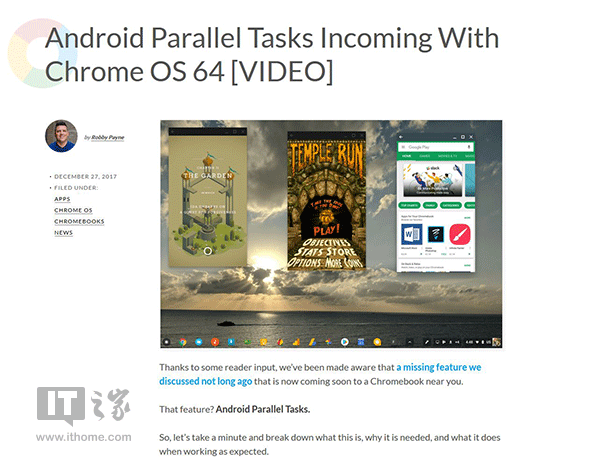 Android Parallel Tasks Incoming With
Chrome OS 64 [VIDEO]
by Robby Payne
• DECEMBER 27, 2017
• FILED UNDER:
APPS
CHROME OS
CHROMEBOOKS
NEWS
THE GARDEN
TEMPLE RUN
PLAY!
OBJECTIVES
STATS STORE
OPTIONS MORE COINS
Google Play
HOME
slack
Thanks to some reader input, we've been made aware that a missing feature we
discussed not long ago that is now coming soon to a Chromebook near you.
That feature? Android Parallel Tasks.
So, let's take a minute and break down what this is, why it is needed, and what it does
when working as expected.
IT之家
www.ithome.com